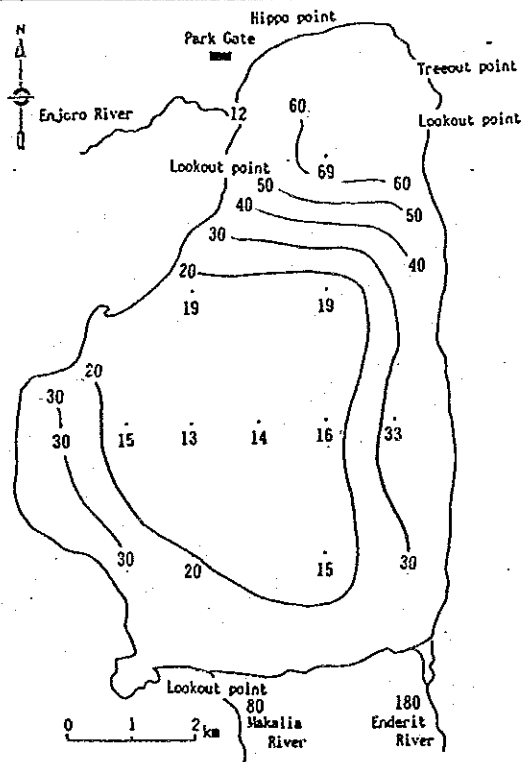 Hippo point
N
Park Gate
Treeout point
60
Enjoro River
12
Lookout point
Lookout point
69
60
50
50
40
30
40
20
19
19
20
30
30
15
13
14
16
33
30
20
15
30
Lookout point
80
180
0 1 2 km
Makalia
River
Enderit
River